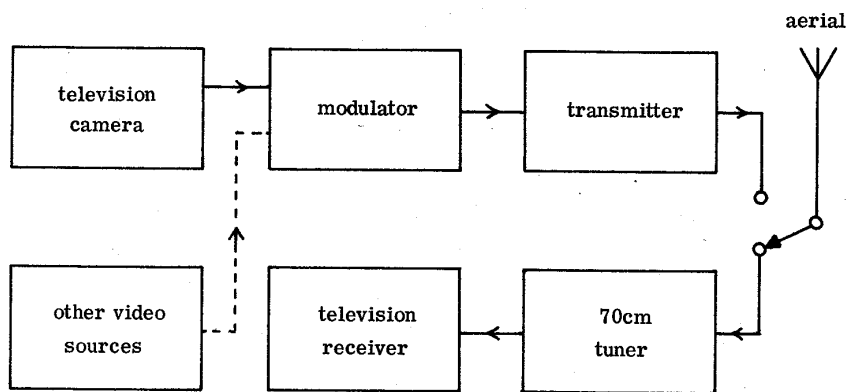 aerial
television
camera
modulator
transmitter
other video
sources
television
receiver
70cm
tuner